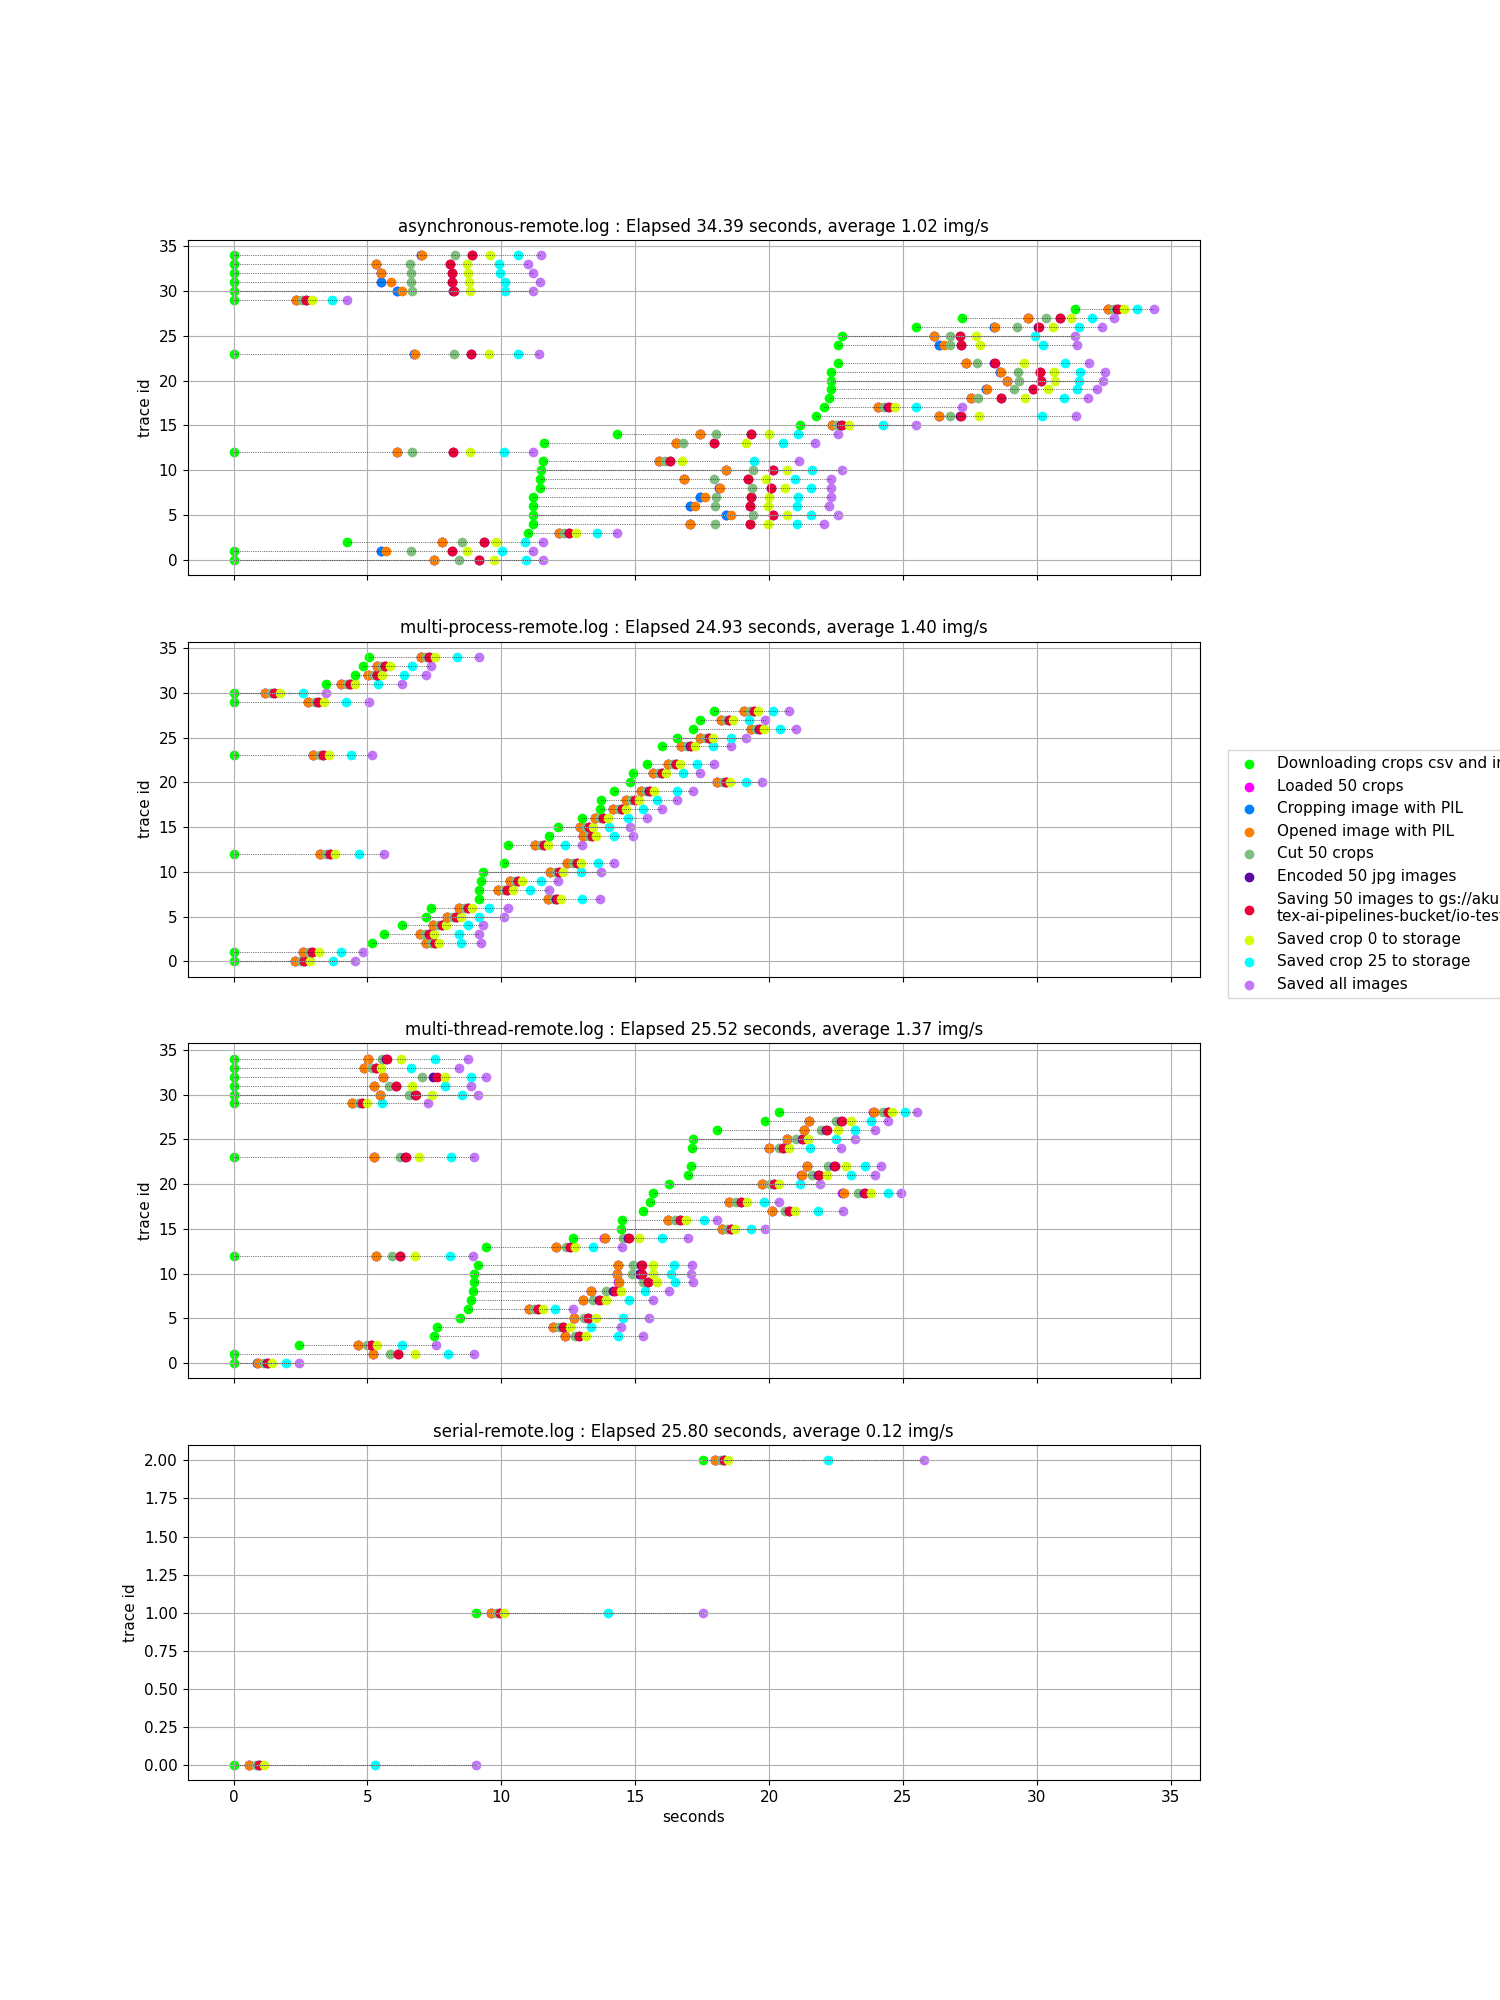 asynchronous-remote.log : Elapsed 34.39 seconds, average 1.02 img/s
35
30
25
20
15
10
5
0
trace id
multi-process-remote.log : Elapsed 24.93 seconds, average 1.40 img/s
35
30
25
20
15
10
5
0
trace id
Downloading crops csv and
Loaded 50 crops
Cropping image with PIL
Opened image with PIL
Cut 50 crops
Encoded 50 jpg images
Saving 50 images to gs://aku
tex-ai-pipelines-bucket/io-tes
Saved crop 0 to storage
Saved crop 25 to storage
Saved all images
multi-thread-remote.log : Elapsed 25.52 seconds, average 1.37 img/s
35
30
25
20
15
10
5
0
trace id
serial-remote.log : Elapsed 25.80 seconds, average 0.12 img/s
2.00
1.75
1.50
1.25
1.00
0.75
0.50
0.25
0.00
trace id
0 5 10 15 20 25 30 35
seconds